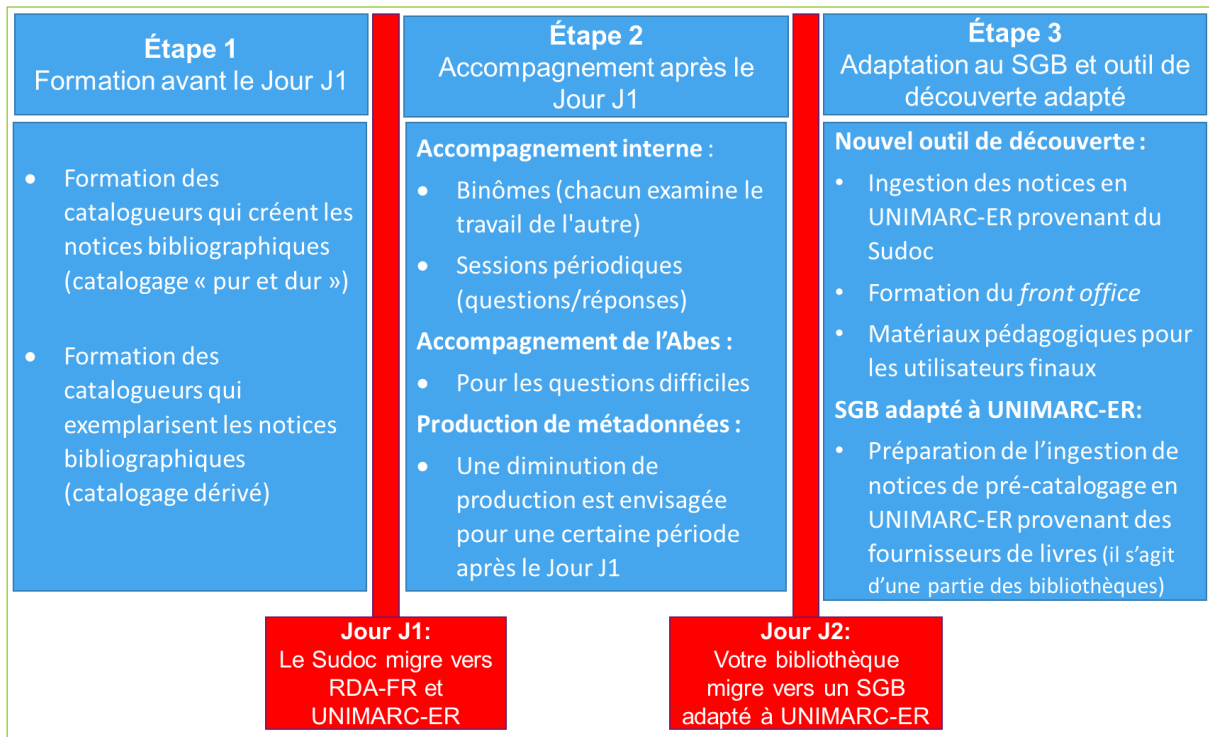 Étape 1
Formation avant le Jour J1
• Formation des
catalogueurs qui créent les
notices bibliographiques
(catalogage « pur et dur »)
• Formation des
catalogueurs qui
exemplarisent les notices
bibliographiques
(catalogage dérivé)
Jour J1:
Le Sudoc migre vers
RDA-FR et
UNIMARC-ER
Étape 2
Accompagnement après le
Jour J1
Accompagnement interne :
• Binômes (chacun examine le
travail de l'autre)
• Sessions périodiques
(questions/réponses)
Accompagnement de l’Abes :
• Pour les questions difficiles
Production de métadonnées :
• Une diminution de
production est envisagée
pour une certaine période
après le Jour J1
Jour J2:
Votre bibliothèque
migre vers un SGB
adapté à UNIMARC-ER
Étape 3
Adaptation au SGB et outil de
découverte adapté
Nouvel outil de découverte :
• Ingestion des notices en
UNIMARC-ER provenant du
Sudoc
• Formation du front office
• Matériaux pédagogiques pour
les utilisateurs finaux
SGB adapté à UNIMARC-ER:
• Préparation de l’ingestion de
notices de pré-catalogage en
UNIMARC-ER provenant des
fournisseurs de livres (il s’agit
d’une partie des bibliothèques)